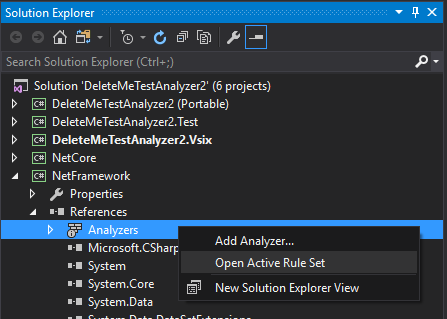 Solution Explorer
Search Solution Explorer (Ctrl+;)
Solution 'DeleteMeTestAnalyzer2' (6 projects)
C# DeleteMeTestAnalyzer2 (Portable)
C# DeleteMeTestAnalyzer2.Test
C# DeleteMeTestAnalyzer2.Vsix
C# NetCore
C# NetFramework
Properties
References
Analyzers
Microsoft.CSharp
System
System.Core
System.Data
Add Analyzer...
Open Active Rule Set
New Solution Explorer View